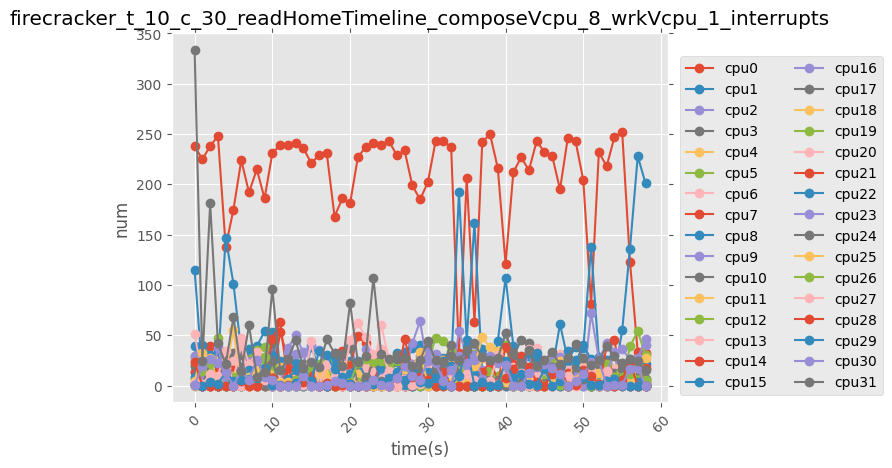 firecracker_t_10_c_30_readHomeTimeline_composeVcpu_8_wrkVcpu_1_interrupts
350
300
250
200
150
100
50
0
num
0
10
20
30
40
50
60
time(s)
cpu0
cpu1
cpu2
cpu3
cpu4
cpu5
cpu6
cpu7
cpu8
cpu9
cpu10
cpu11
cpu12
cpu13
cpu14
cpu15
cpu16
cpu17
cpu18
cpu19
cpu20
cpu21
cpu22
cpu23
cpu24
cpu25
cpu26
cpu27
cpu28
cpu29
cpu30
cpu31